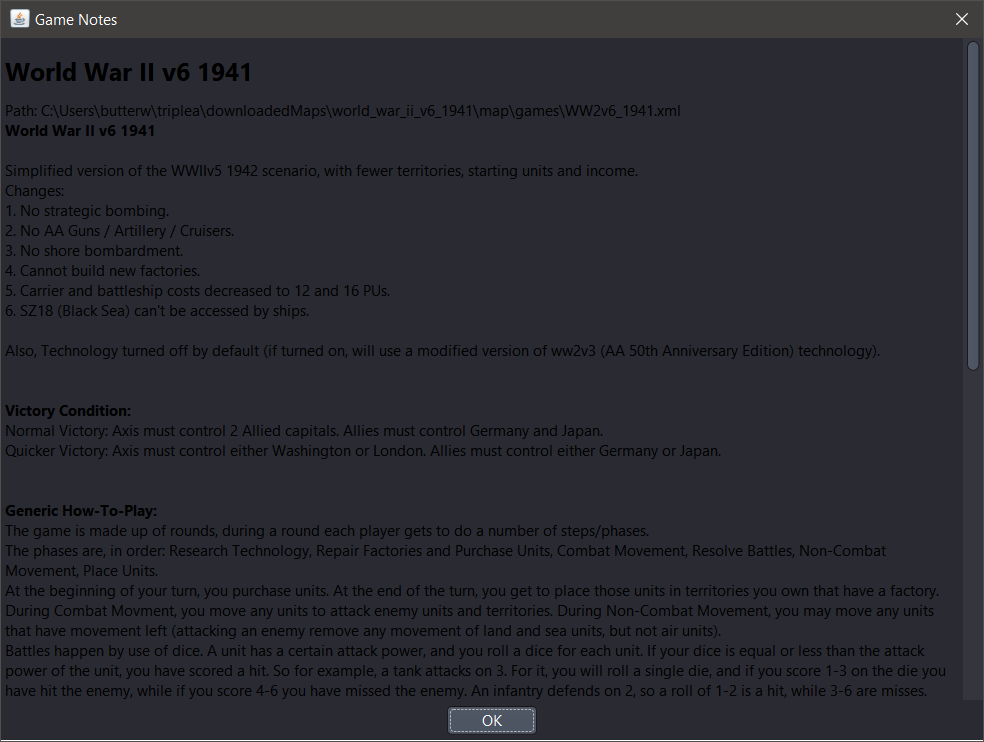 Game Notes
World War II v6 1941
Path: C:\Users\butterw\triplea\downloadedMaps\world_war_ii_v6_1941\map\games\WW2v6_1941.xml
World War II v6 1941
Simplified version of the WWIIv5 1942 scenario, with fewer territories, starting units and income.
Changes:
1. No strategic bombing.
2. No AA Guns / Artillery / Cruisers.
3. No shore bombardment.
4. Cannot build new factories.
5. Carrier and battleship costs decreased to 12 and 16 PUs.
6. SZ18 (Black Sea) can't be accessed by ships.
Also, Technology turned off by default (if turned on, will use a modified version of ww2v3 (AA 50th Anniversary Edition) technology).
Victory Condition:
Normal Victory: Axis must control 2 Allied capitals. Allies must control Germany and Japan.
Quicker Victory: Axis must control either Washington or London. Allies must control either Germany or Japan.
Generic How-To-Play:
The game is made up of rounds, during a round each player gets to do a number of steps/phases.
The phases are, in order: Research Technology, Repair Factories and Purchase Units, Combat Movement, Resolve Battles, Non-Combat
Movement, Place Units.
At the beginning of your turn, you purchase units. At the end of the turn, you get to place those units in territories you own that have a factory.
During Combat Movment, you move any units to attack enemy units and territories. During Non-Combat Movement, you may move any units
that have movement left (attacking an enemy remove any movement of land and sea units, but not air units).
Battles happen by use of dice. A unit has a certain attack power, and you roll a dice for each unit. If your dice is equal or less than the attack
power of the unit, you have scored a hit. So for example, a tank attacks on 3. For it, you will roll a single die, and if you score 1-3 on the die you
have hit the enemy, while if you score 4-6 you have missed the enemy. An infantry defends on 2, so a roll of 1-2 is a hit, while 3-6 are misses.
OK